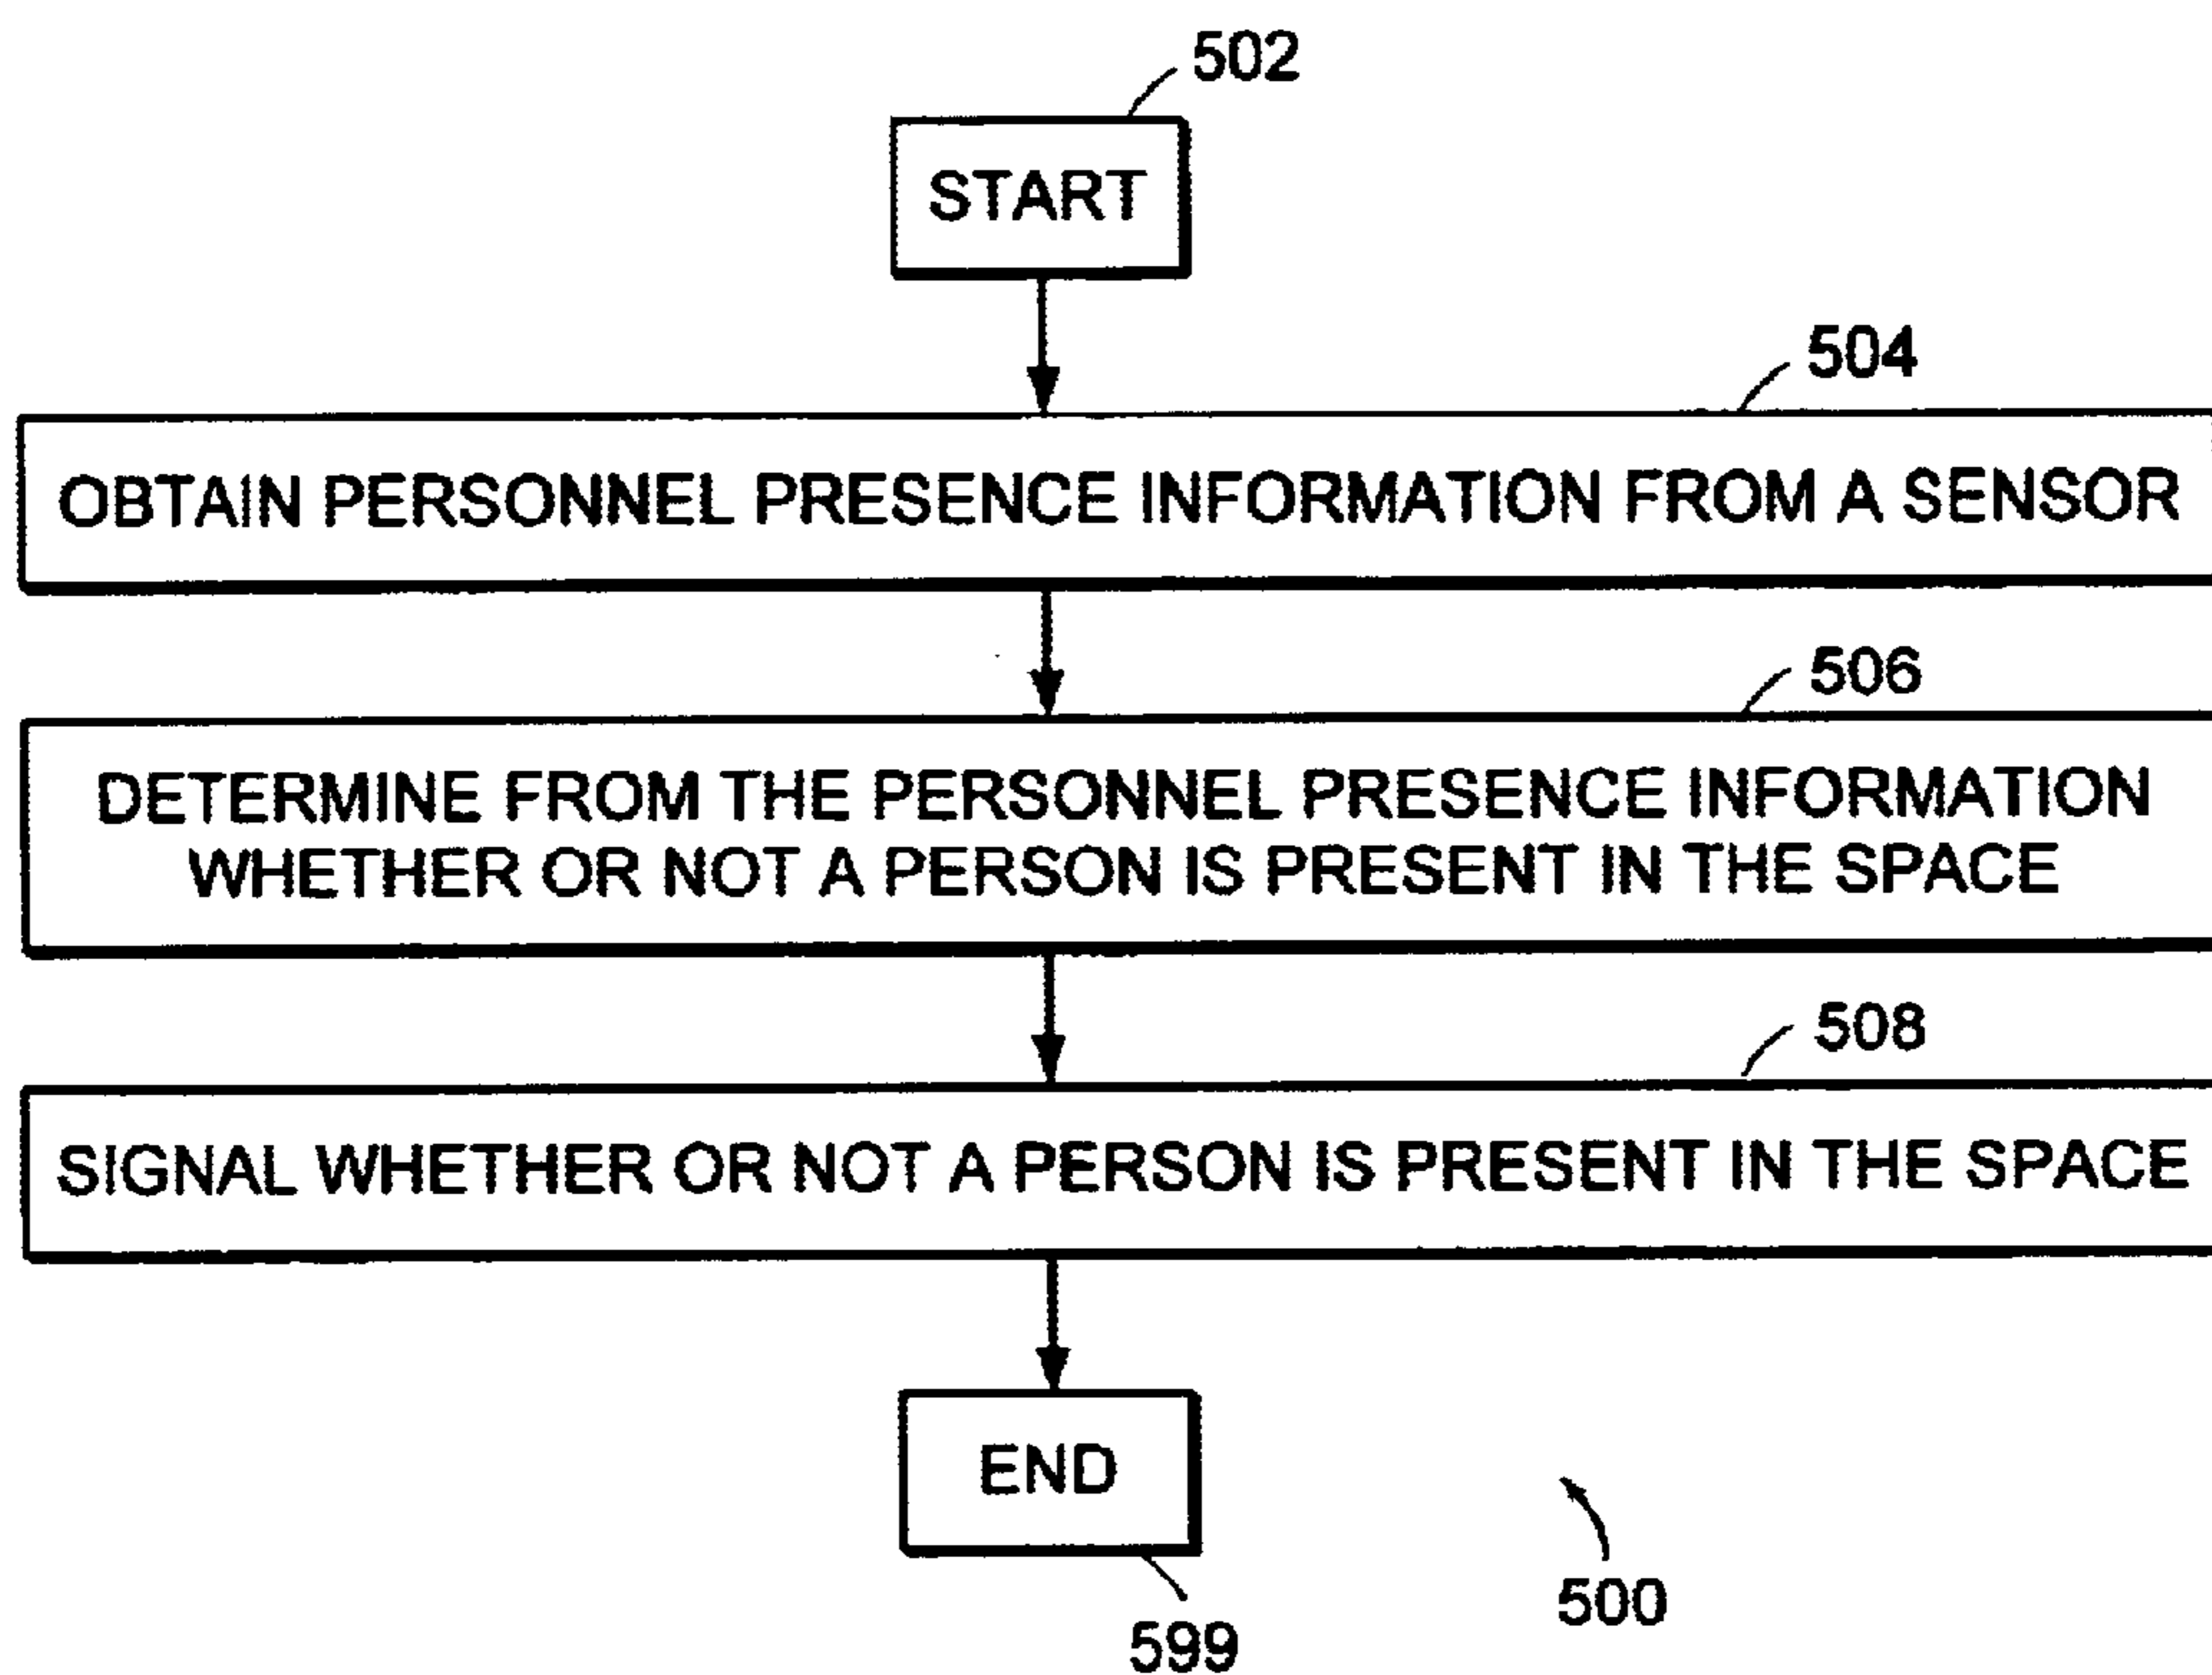 502
START
504
OBTAIN PERSONNEL PRESENCE INFORMATION FROM A SENSOR
506
DETERMINE FROM THE PERSONNEL PRESENCE INFORMATION
WHETHER OR NOT A PERSON IS PRESENT IN THE SPACE
508
SIGNAL WHETHER OR NOT A PERSON IS PRESENT IN THE SPACE
END
500
599